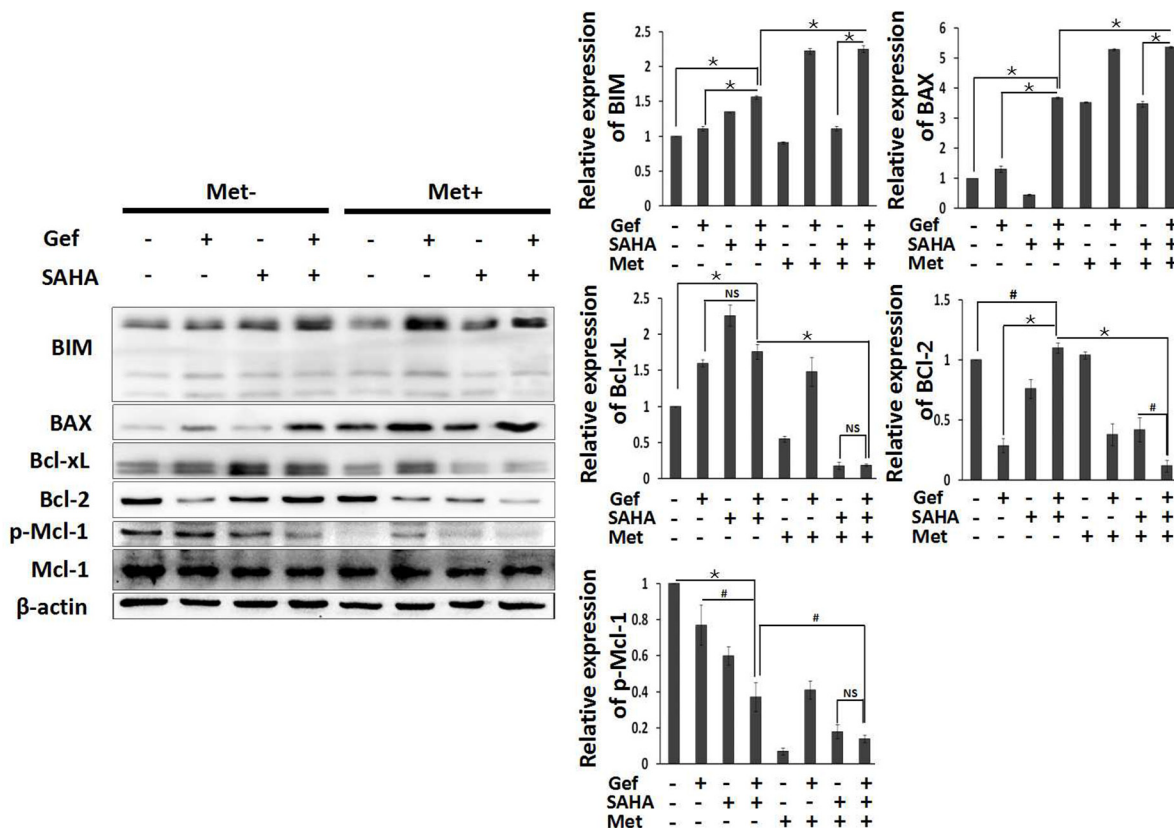 Met- Met+
Gef - + - + - + - +
SAHA - - + + - - + +
BIM
BAX
Bcl-xL
Bcl-2
p-Mcl-1
Mcl-1
β-actin
Relative expression
of BIM
2.5
2
1.5
1
0.5
0
* * * *
Gef - + - + - + - +
SAHA - - + + - - + +
Met - - - - + + + +
Relative expression
of BAX
6
5
4
3
2
1
0
* * * *
Gef - + - + - + - +
SAHA - - + + - - + +
Met - - - - + + + +
Relative expression
of Bcl-xL
2.5
2
1.5
1
0.5
0
* NS * NS
Gef - + - + - + - +
SAHA - - + + - - + +
Met - - - - + + + +
Relative expression
of BCl-2
1.5
1
0.5
0
# * * #
Gef - + - + - + - +
SAHA - - + + - - + +
Met - - - - + + + +
Relative expression
of p-Mcl-1
1
0.8
0.6
0.4
0.2
0
* # # NS
Gef - + - + - + - +
SAHA - - + + - - + +
Met - - - - + + + +